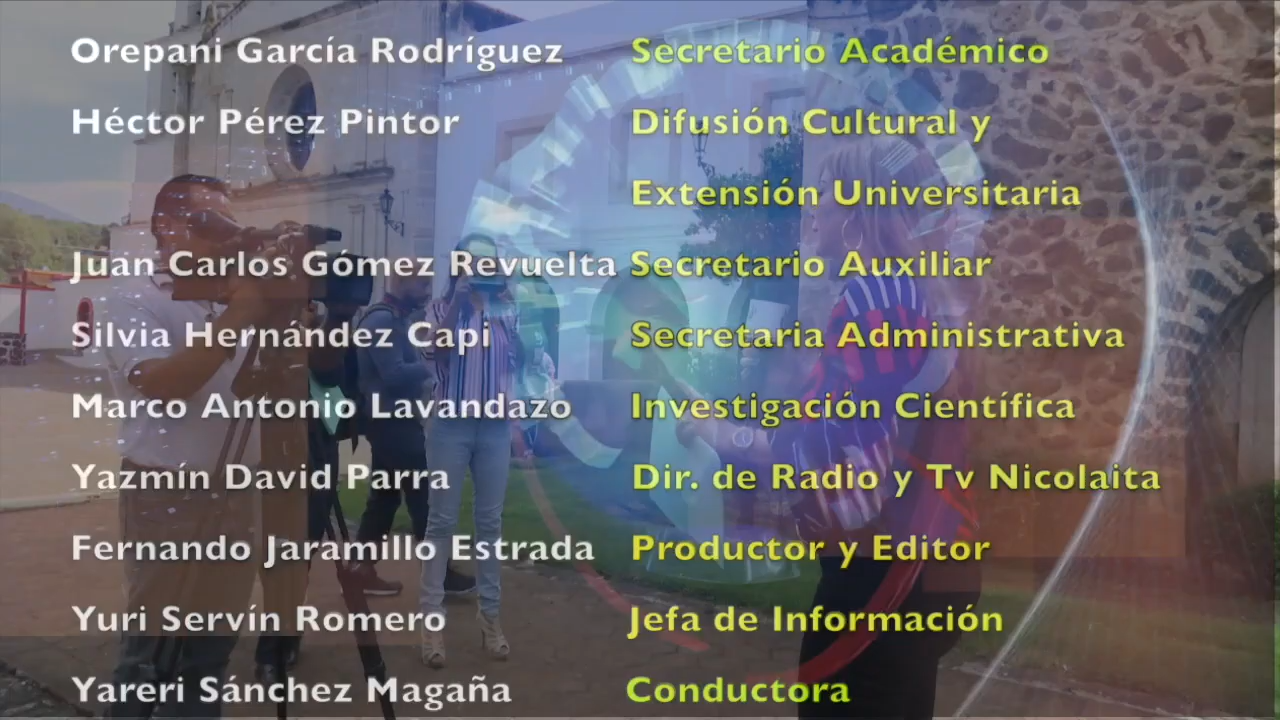 Orepani García Rodríguez Secretario Académico
Héctor Pérez Pintor Difusión Cultural y
Extensión Universitaria
Juan Carlos Gómez Revuelta Secretario Auxiliar
Silvia Hernández Capi Secretaria Administrativa
Marco Antonio Lavandazo Investigación Científica
Yazmín David Parra Dir. de Radio y Tv Nicolaita
Fernando Jaramillo Estrada Productor y Editor
Yuri Servín Romero Jefa de Información
Yareri Sánchez Magaña Conductora